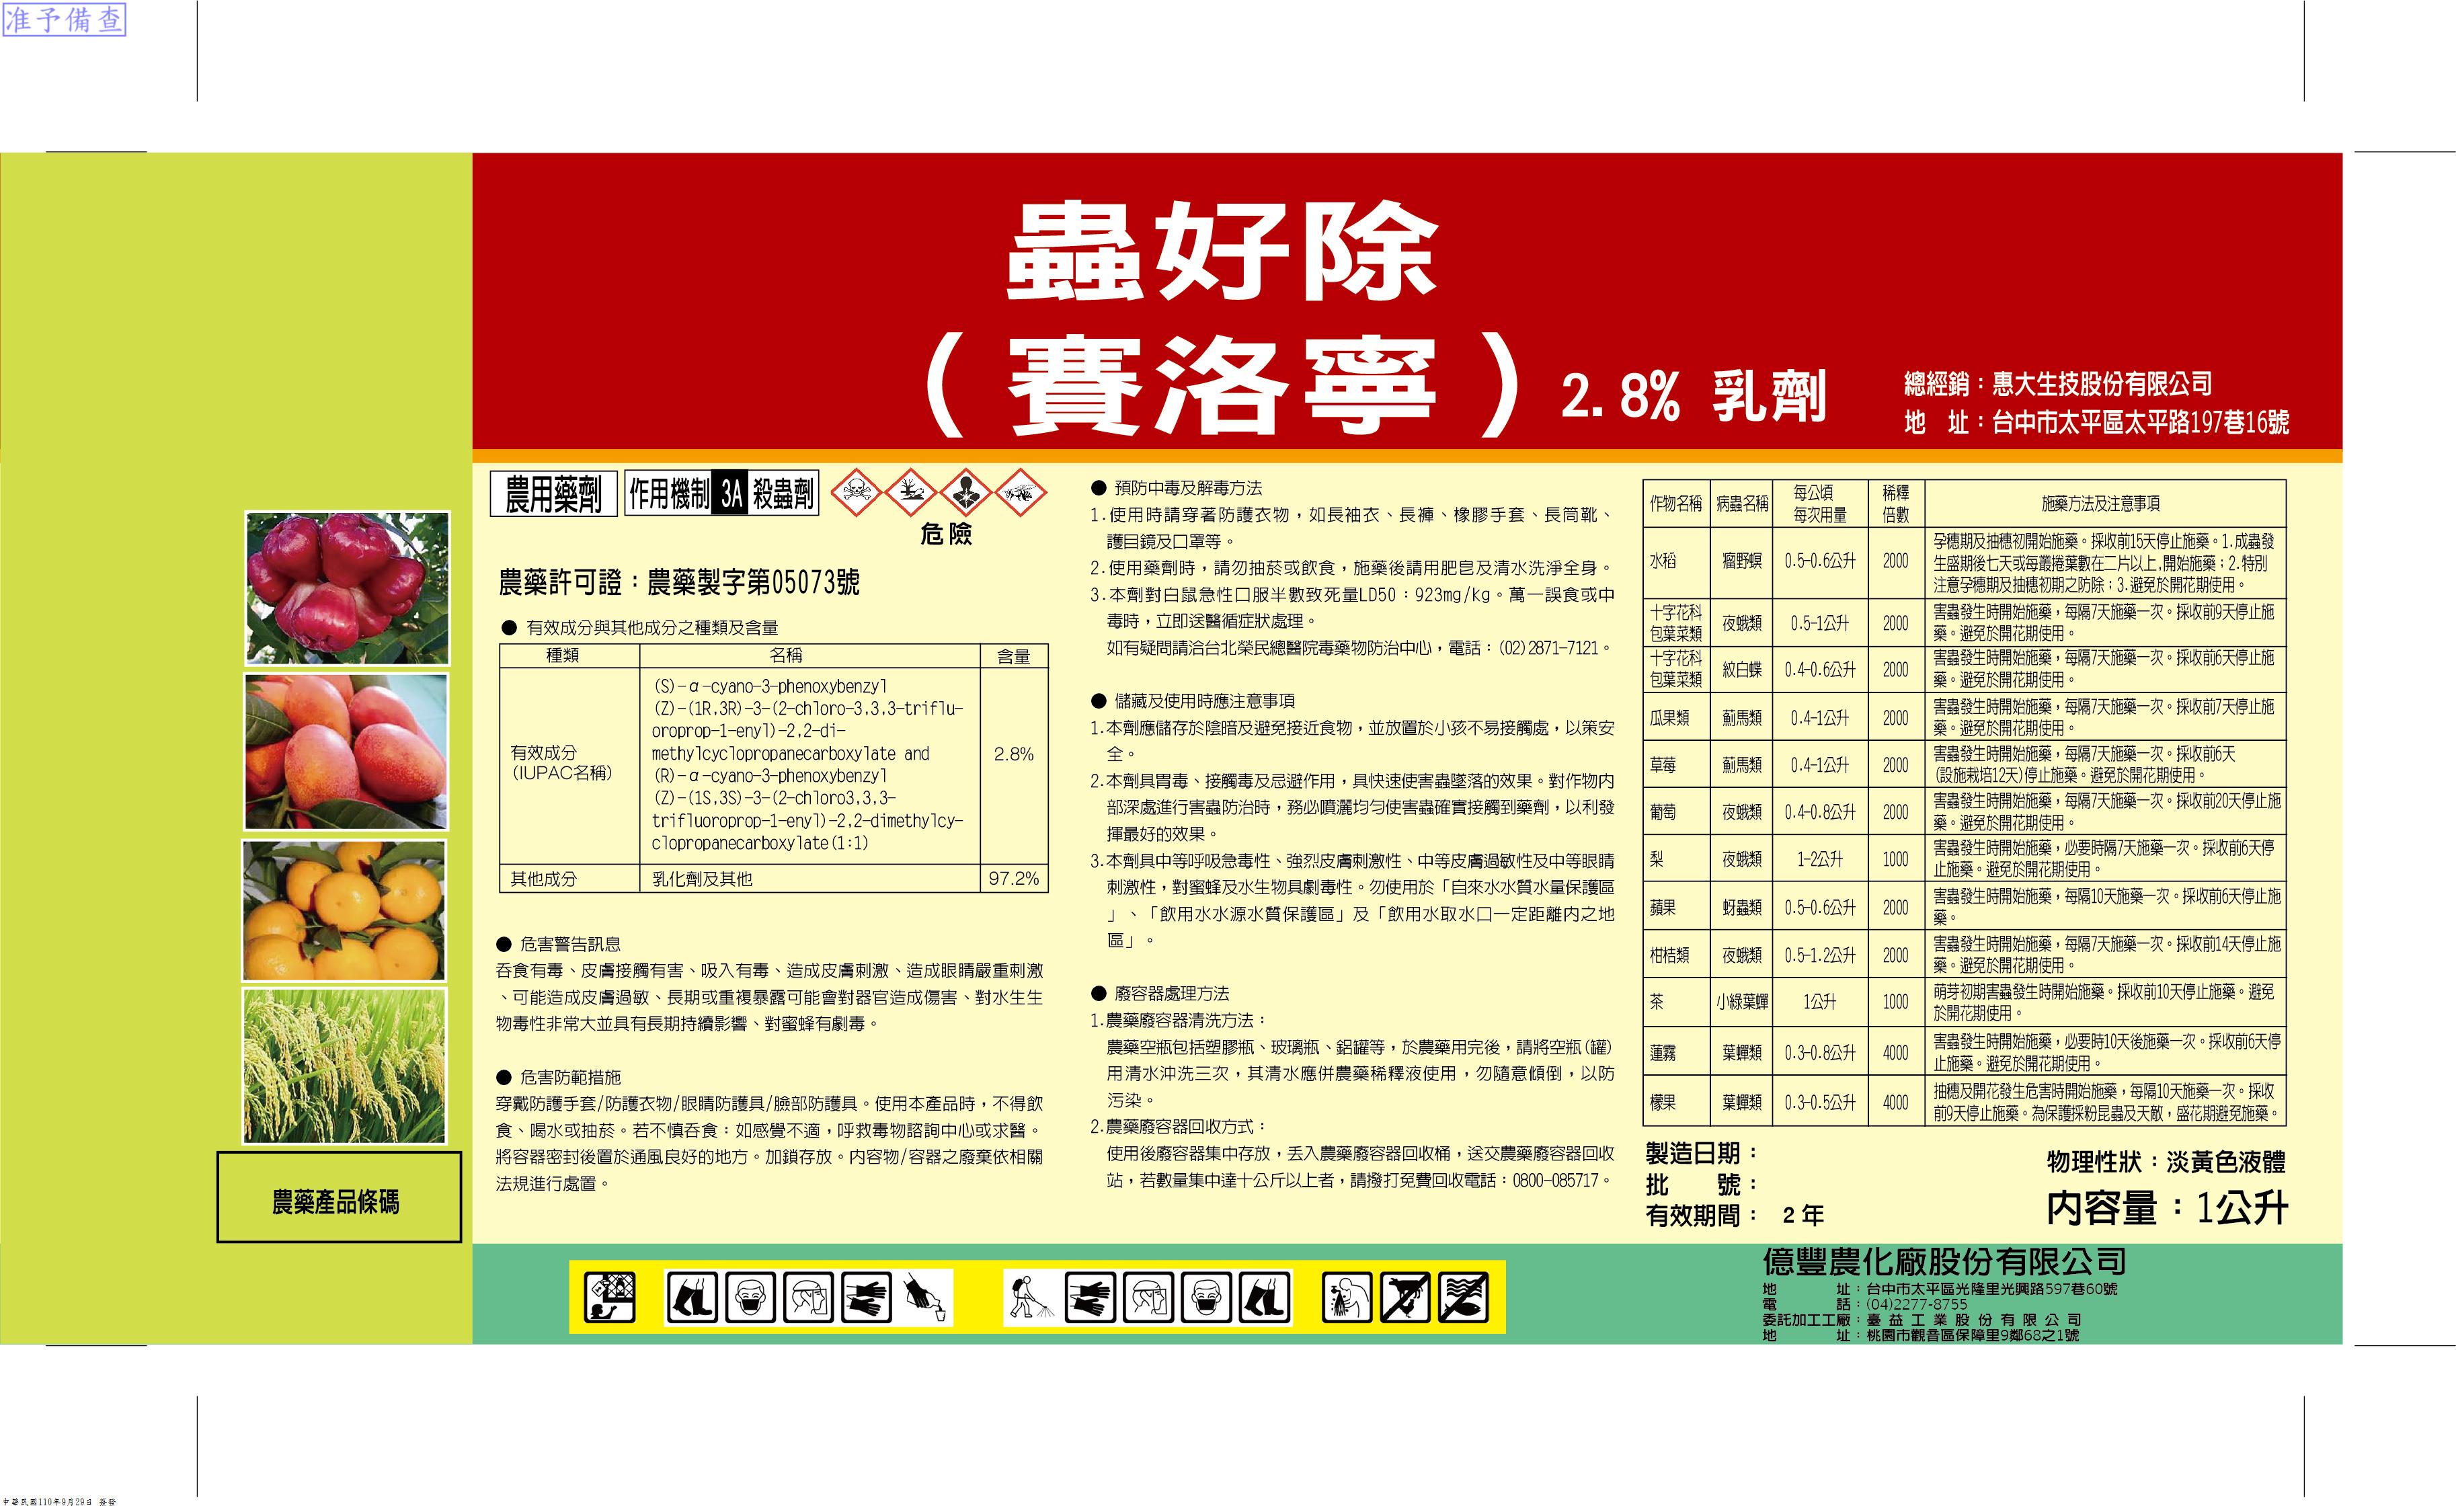 准予備查
蟲好除
（賽洛寧）2.8% 乳劑
總經銷：惠大生技股份有限公司
地　址：台中市太平區太平路197巷16號
農用藥劑
作用機制 3A 殺蟲劑
危險
農藥許可證：農藥製字第05073號
● 有效成分與其他成分之種類及含量
種類 名稱 含量
有效成分
(IUPAC名稱)
(S)-α-cyano-3-phenoxybenzyl
(Z)-(1R,3R)-3-(2-chloro-3,3,3-triflu-
oroprop-1-enyl)-2,2-di-
methylcyclopropanecarboxylate and
(R)-α-cyano-3-phenoxybenzyl
(Z)-(1S,3S)-3-(2-chloro3,3,3-
trifluoroprop-1-enyl)-2,2-dimethylcy-
clopropanecarboxylate(1:1)
2.8%
其他成分 乳化劑及其他 97.2%
● 危害警告訊息
吞食有毒、皮膚接觸有害、吸入有毒、造成皮膚刺激、造成眼睛嚴重刺激
、可能造成皮膚過敏、長期或重複暴露可能會對器官造成傷害、對水生生
物毒性非常大並具有長期持續影響、對蜜蜂有劇毒。
● 危害防範措施
穿戴防護手套/防護衣物/眼睛防護具/臉部防護具。使用本產品時，不得飲
食、喝水或抽菸。若不慎吞食：如感覺不適，呼救毒物諮詢中心或求醫。
將容器密封後置於通風良好的地方。加鎖存放。內容物/容器之廢棄依相關
法規進行處置。
● 預防中毒及解毒方法
1.使用時請穿著防護衣物，如長袖衣、長褲、橡膠手套、長筒靴、
護目鏡及口罩等。
2.使用藥劑時，請勿抽菸或飲食，施藥後請用肥皂及清水洗淨全身。
3.本劑對白鼠急性口服半數致死量LD50：923mg/kg。萬一誤食或中
毒時，立即送醫循症狀處理。
如有疑問請洽台北榮民總醫院毒藥物防治中心，電話：(02)2871-7121。
● 儲藏及使用時應注意事項
1.本劑應儲存於陰暗及避免接近食物，並放置於小孩不易接觸處，以策安
全。
2.本劑具胃毒、接觸毒及忌避作用，具快速使害蟲墜落的效果。對作物內
部深處進行害蟲防治時，務必噴灑均勻使害蟲確實接觸到藥劑，以利發
揮最好的效果。
3.本劑具中等呼吸急毒性、強烈皮膚刺激性、中等皮膚過敏性及中等眼睛
刺激性，對蜜蜂及水生物具劇毒性。勿使用於「自來水水質水量保護區
」、「飲用水水源水質保護區」及「飲用水取水口一定距離內之地
區」。
● 廢容器處理方法
1.農藥廢容器清洗方法：
農藥空瓶包括塑膠瓶、玻璃瓶、鋁罐等，於農藥用完後，請將空瓶(罐)
用清水沖洗三次，其清水應併農藥稀釋液使用，勿隨意傾倒，以防
污染。
2.農藥廢容器回收方式：
使用後廢容器集中存放，丟入農藥廢容器回收桶，送交農藥廢容器回收
站，若數量集中達十公斤以上者，請撥打免費回收電話：0800-085717。
作物名稱 病蟲名稱 每公頃每次用量 稀釋倍數 施藥方法及注意事項
水稻 瘤野螟 0.5-0.6公升 2000 孕穗期及抽穗初開始施藥。採收前15天停止施藥。1.成蟲發
生盛期後七天或每叢捲葉數在二片以上,開始施藥；2.特別
注意孕穗期及抽穗初期之防除；3.避免於開花期使用。
十字花科包葉菜類 夜蛾類 0.5-1公升 2000 害蟲發生時開始施藥，每隔7天施藥一次。採收前9天停止施
藥。避免於開花期使用。
十字花科包葉菜類 紋白蝶 0.4-0.6公升 2000 害蟲發生時開始施藥，每隔7天施藥一次。採收前6天停止施
藥。避免於開花期使用。
瓜果類 薊馬類 0.4-1公升 2000 害蟲發生時開始施藥，每隔7天施藥一次。採收前7天停止施
藥。避免於開花期使用。
草莓 薊馬類 0.4-1公升 2000 害蟲發生時開始施藥，每隔7天施藥一次。採收前6天
(設施栽培12天)停止施藥。避免於開花期使用。
葡萄 夜蛾類 0.4-0.8公升 2000 害蟲發生時開始施藥，每隔7天施藥一次。採收前20天停止施
藥。避免於開花期使用。
梨 夜蛾類 1-2公升 1000 害蟲發生時開始施藥，必要時隔7天施藥一次。採收前6天停
止施藥。避免於開花期使用。
蘋果 蚜蟲類 0.5-0.6公升 2000 害蟲發生時開始施藥，每隔10天施藥一次。採收前6天停止施
藥。
柑桔類 夜蛾類 0.5-1.2公升 2000 害蟲發生時開始施藥，每隔7天施藥一次。採收前14天停止施
藥。避免於開花期使用。
茶 小綠葉蟬 1公升 1000 萌芽初期害蟲發生時開始施藥。採收前10天停止施藥。避免
於開花期使用。
蓮霧 葉蟬類 0.3-0.8公升 4000 害蟲發生時開始施藥，必要時10天後施藥一次。採收前6天停
止施藥。避免於開花期使用。
檬果 葉蟬類 0.3-0.5公升 4000 抽穗及開花發生危害時開始施藥，每隔10天施藥一次。採收
前9天停止施藥。為保護採粉昆蟲及天敵，盛花期避免施藥。
製造日期：
批　　號：
有效期間： 2 年
物理性狀：淡黃色液體
內容量：1公升
農藥產品條碼
億豐農化廠股份有限公司
地　　址：台中市太平區光隆里光興路597巷60號
電　　話：(04)2277-8755
委託加工工廠：臺益工業股份有限公司
地　　址：桃園市觀音區保障里9鄰68之1號
中華民國110年9月29日 簽發